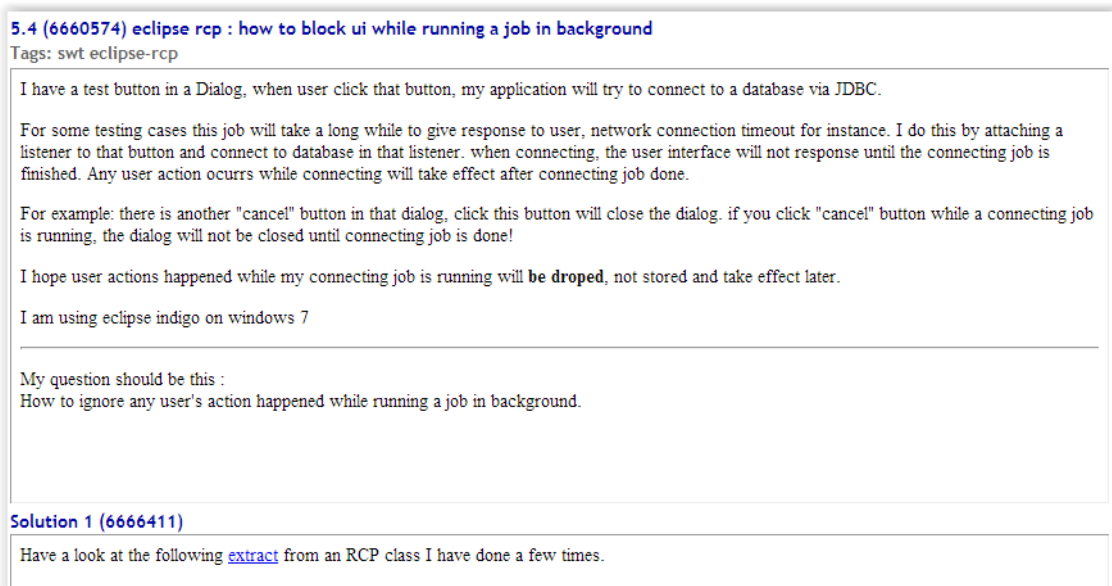 5.4 (6660574) eclipse rcp : how to block ui while running a job in background
Tags: swt eclipse-rcp
I have a test button in a Dialog, when user click that button, my application will try to connect to a database via JDBC.
For some testing cases this job will take a long while to give response to user, network connection timeout for instance. I do this by attaching a
listener to that button and connect to database in that listener. when connecting, the user interface will not response until the connecting job is
finished. Any user action ocurrs while connecting will take effect after connecting job done.
For example: there is another "cancel" button in that dialog, click this button will close the dialog. if you click "cancel" button while a connecting job
is running, the dialog will not be closed until connecting job is done!
I hope user actions happened while my connecting job is running will be droped, not stored and take effect later.
I am using eclipse indigo on windows 7
My question should be this :
How to ignore any user's action happened while running a job in background.
Solution 1 (6666411)
Have a look at the following extract from an RCP class I have done a few times.